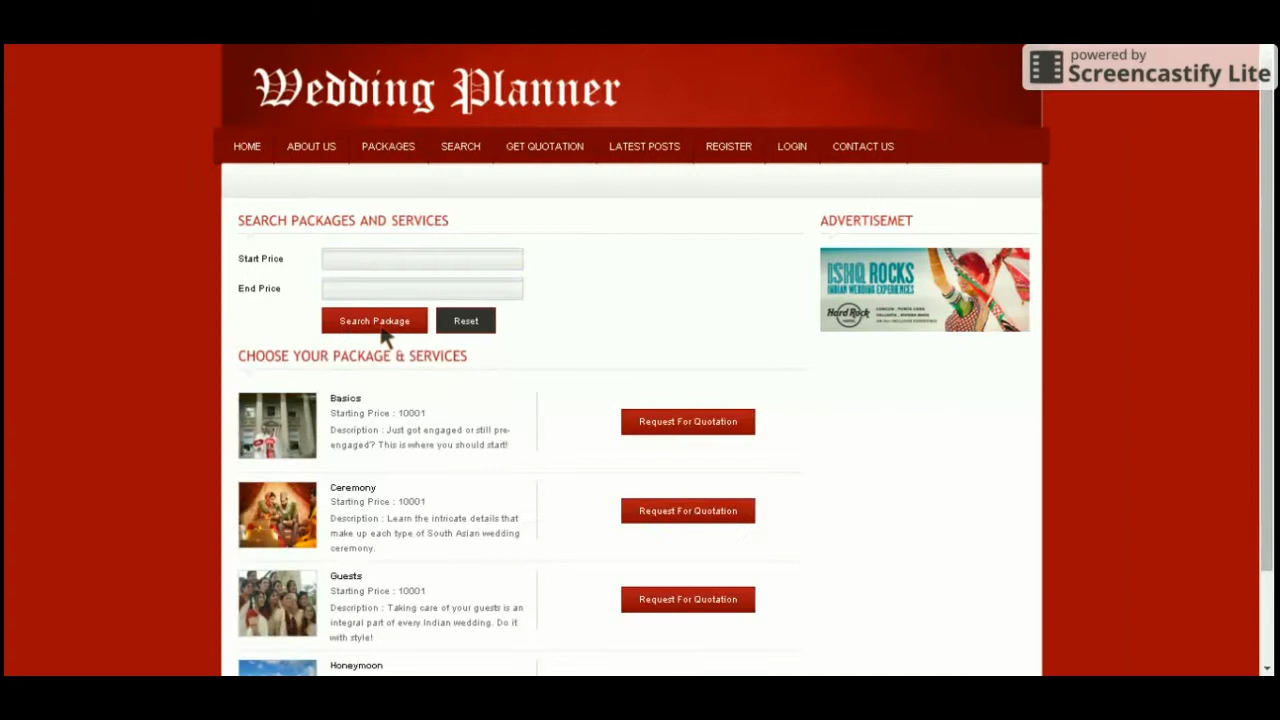 powered by
Screencastify Lite
Wedding Planner
HOME ABOUT US PACKAGES SEARCH GET QUOTATION LATEST POSTS REGISTER LOGIN CONTACT US
SEARCH PACKAGES AND SERVICES
ADVERTISEMET
Start Price
End Price
Search Package Reset
ISHQ ROCKS
INDIAN WEDDING EXPERIENCES
Hard Rock
CHOOSE YOUR PACKAGE & SERVICES
Basics
Starting Price : 10001
Description : Just got engaged or still pre-
engaged? This is where you should start!
Request For Quotation
Ceremony
Starting Price : 10001
Description : Learn the intricate details that
make up each type of South Asian wedding
ceremony.
Request For Quotation
Guests
Starting Price : 10001
Description : Taking care of your guests is an
integral part of every Indian wedding. Do it
with style!
Request For Quotation
Honeymoon